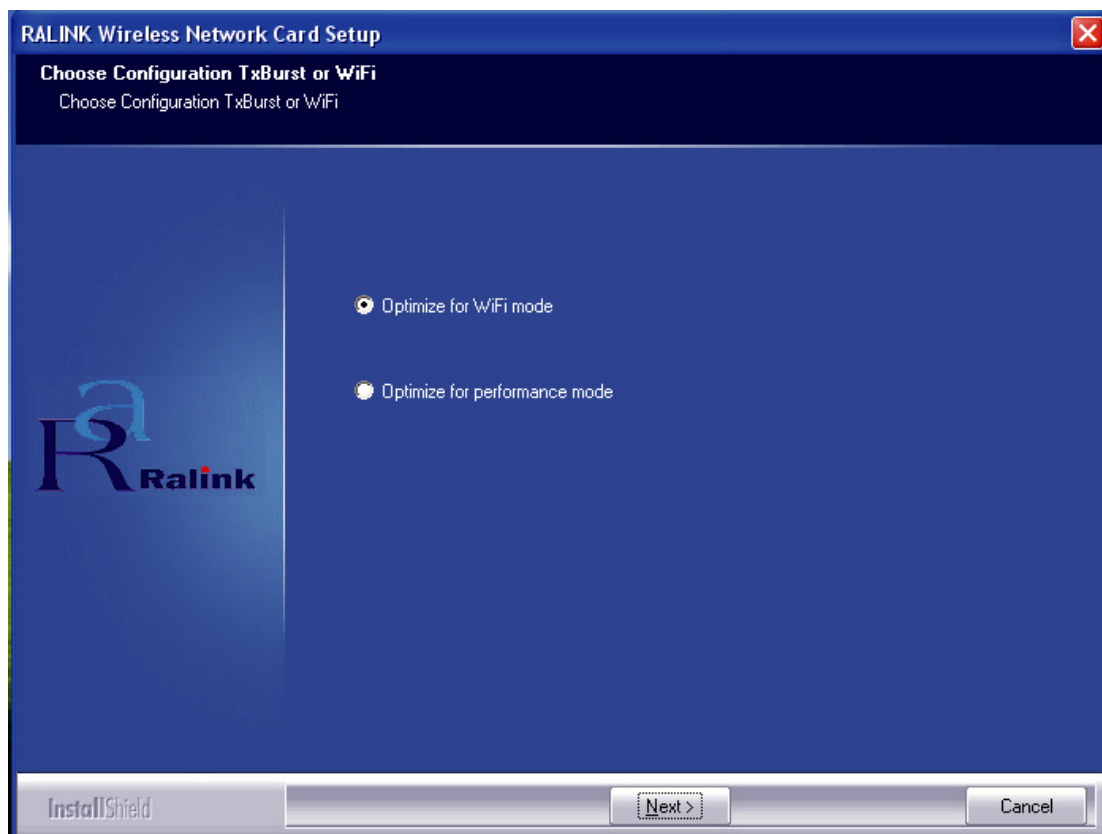 RALINK Wireless Network Card Setup
Choose Configuration TxBurst or WiFi
Choose Configuration TxBurst or WiFi
Optimize for WiFi mode
Optimize for performance mode
Ra
Ralink
InstallShield
Next >
Cancel